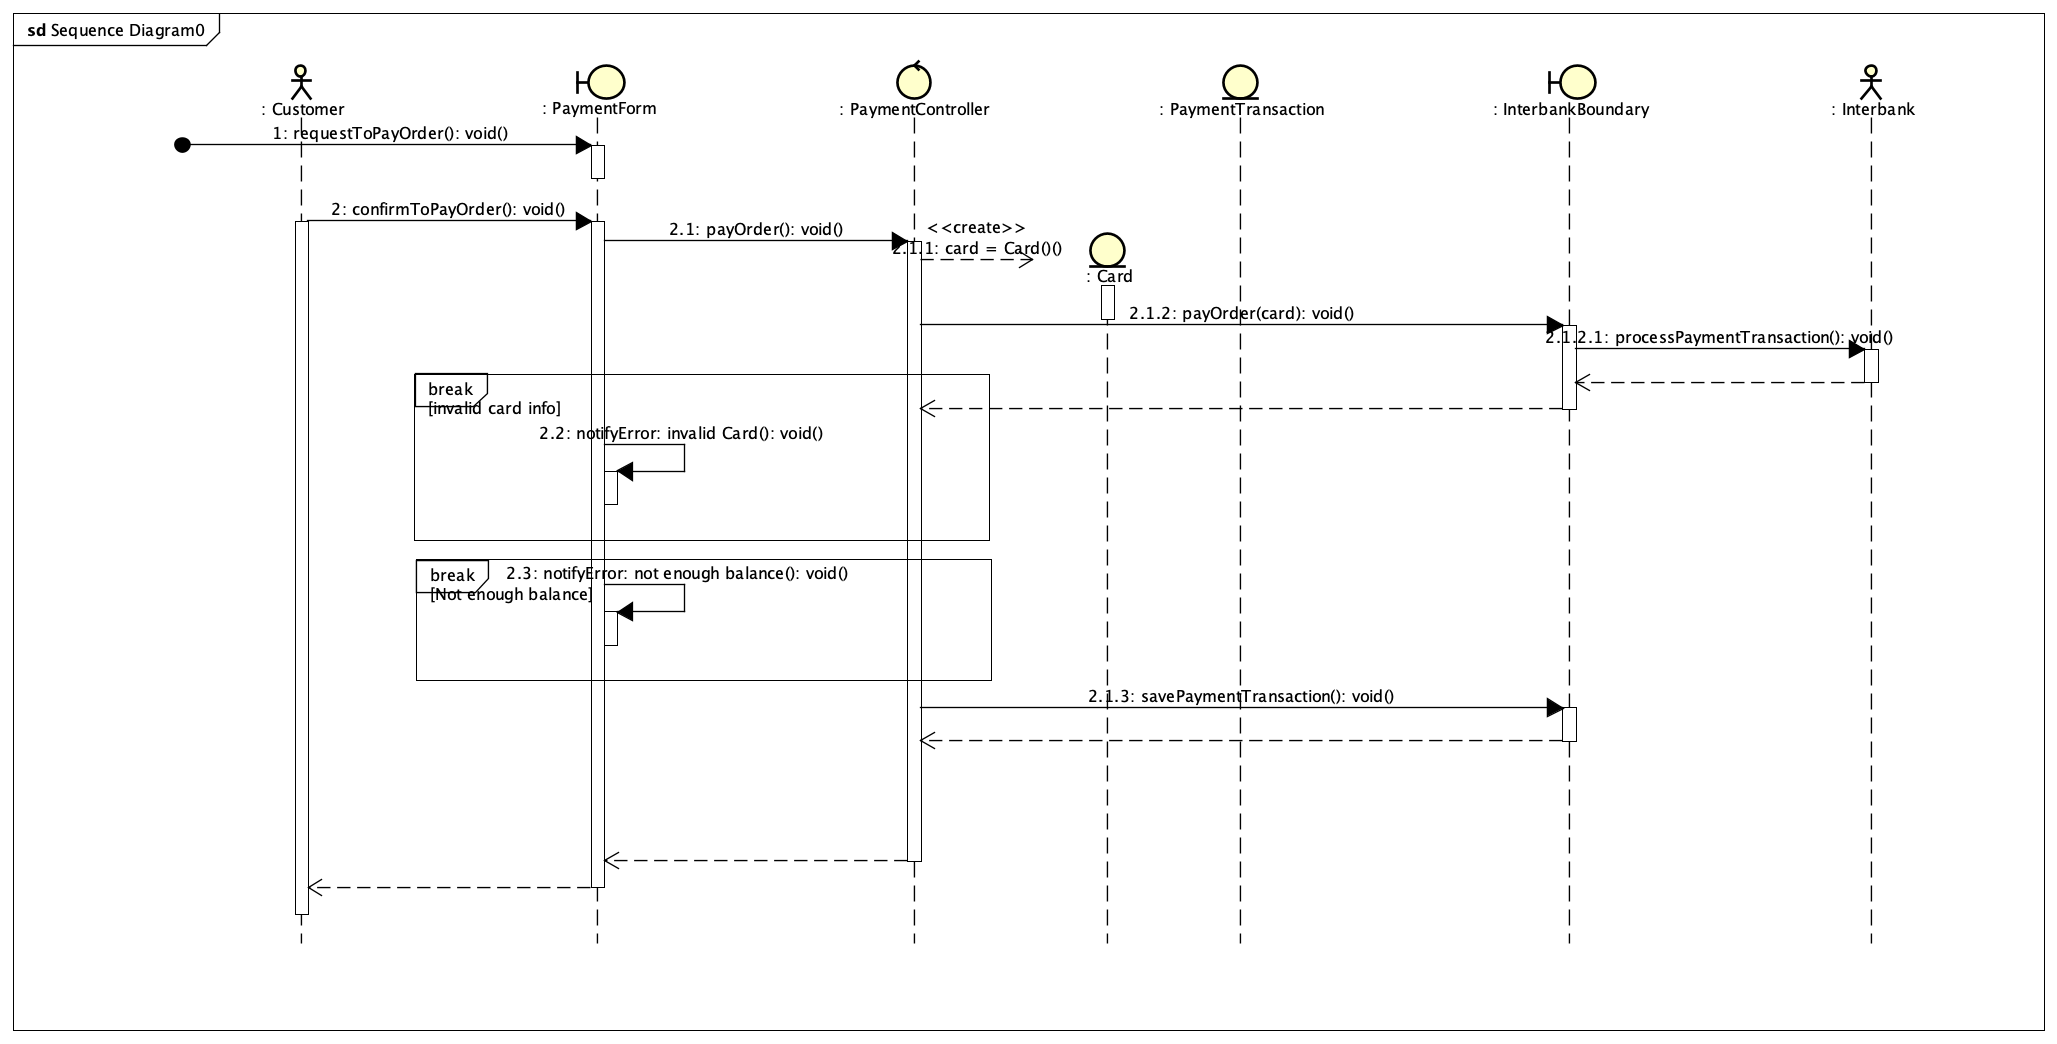 sd Sequence Diagram0
: Customer
: PaymentForm
: PaymentController
: PaymentTransaction
: InterbankBoundary
: Interbank
1: requestToPayOrder(): void()
2: confirmToPayOrder(): void()
2.1: payOrder(): void()
<<create>>
2.1.1: card = Card()()
: Card
2.1.2: payOrder(card): void()
2.1.2.1: processPaymentTransaction(): void()
break
[invalid card info]
2.2: notifyError: invalid Card(): void()
break
2.3: notifyError: not enough balance(): void()
[Not enough balance]
2.1.3: savePaymentTransaction(): void()